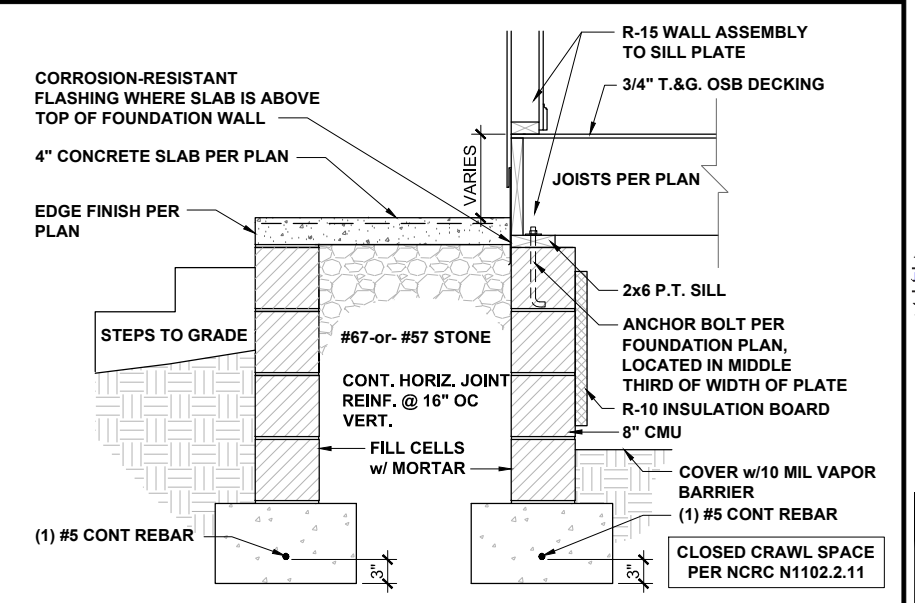 CORROSION-RESISTANT
FLASHING WHERE SLAB IS ABOVE
TOP OF FOUNDATION WALL
4" CONCRETE SLAB PER PLAN
EDGE FINISH PER
PLAN
STEPS TO GRADE
(1) #5 CONT REBAR
3"
VARIES
#67-or- #57 STONE
CONT. HORIZ. JOINT
REINF. @ 16" OC
VERT.
FILL CELLS
w/ MORTAR
R-15 WALL ASSEMBLY
TO SILL PLATE
3/4" T.&G. OSB DECKING
JOISTS PER PLAN
2x6 P.T. SILL
ANCHOR BOLT PER
FOUNDATION PLAN,
LOCATED IN MIDDLE
THIRD OF WIDTH OF PLATE
R-10 INSULATION BOARD
8" CMU
COVER w/10 MIL VAPOR
BARRIER
(1) #5 CONT REBAR
3"
CLOSED CRAWL SPACE
PER NCRC N1102.2.11